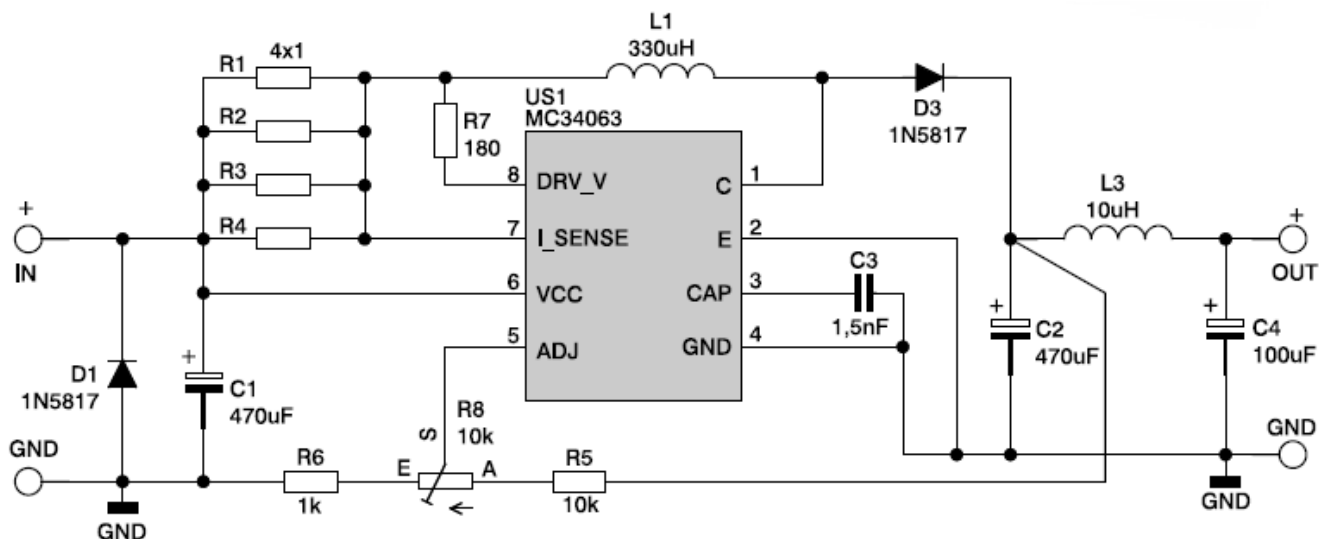 L1
330uH
R1
4x1
R2
R3
R4
R7
180
US1
MC34063
8
DRV_V
7
I_SENSE
6
VCC
5
ADJ
C
1
E
2
CAP
3
GND
4
D3
1N5817
L3
10uH
+
IN
+
OUT
C3
1,5nF
D1
1N5817
+
C1
470uF
+
C2
470uF
+
C4
100uF
GND
GND
R6
1k
S
R8
10k
E
A
R5
10k
GND
GND